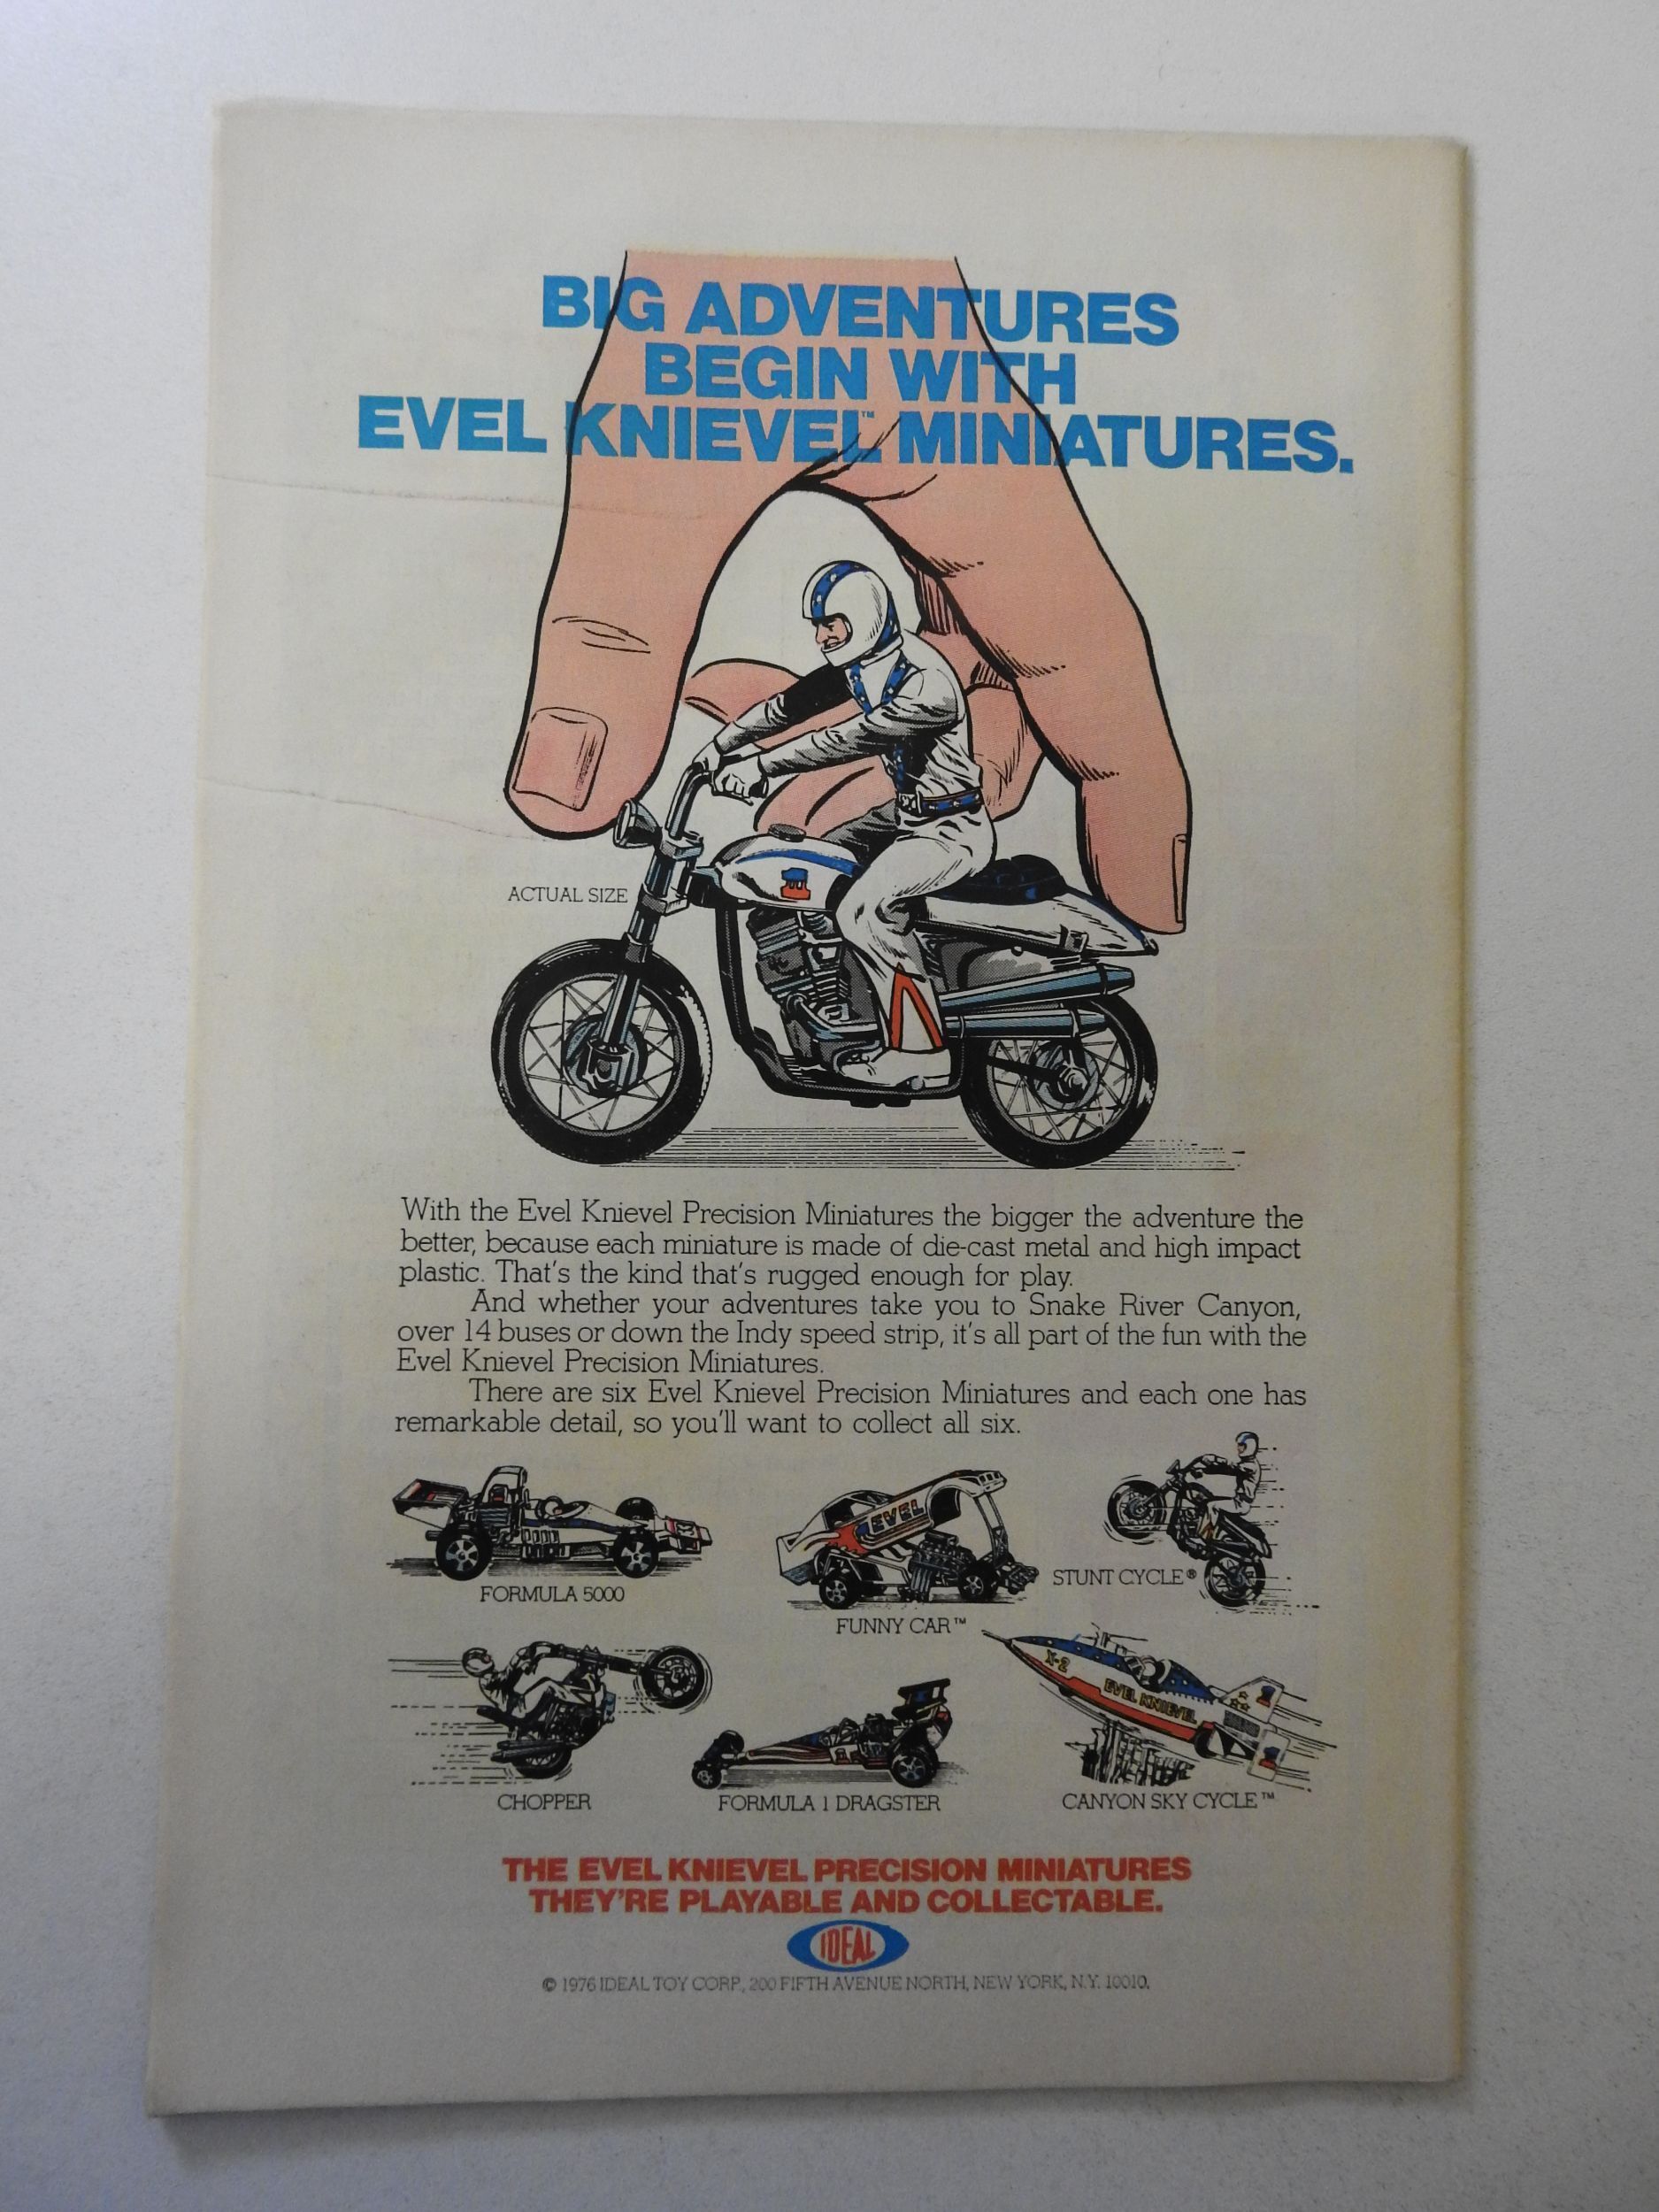 BIG ADVENTURES
BEGIN WITH
EVEL KNIEVEL™ MINIATURES.
ACTUAL SIZE
1
With the Evel Knievel Precision Miniatures the bigger the adventure the
better, because each miniature is made of die-cast metal and high impact
plastic. That's the kind that's rugged enough for play.
And whether your adventures take you to Snake River Canyon,
over 14 buses or down the Indy speed strip, it's all part of the fun with the
Evel Knievel Precision Miniatures.
There are six Evel Knievel Precision Miniatures and each one has
remarkable detail, so you'll want to collect all six.
EVEL
FORMULA 5000
FUNNY CAR™
STUNT CYCLE®
X-2
EVEL KNIEVEL
CHOPPER
FORMULA 1 DRAGSTER
CANYON SKY CYCLE™
THE EVEL KNIEVEL PRECISION MINIATURES
THEY'RE PLAYABLE AND COLLECTABLE.
IDEAL
© 1976 IDEAL TOY CORP., 200 FIFTH AVENUE NORTH, NEW YORK, N.Y. 10010.